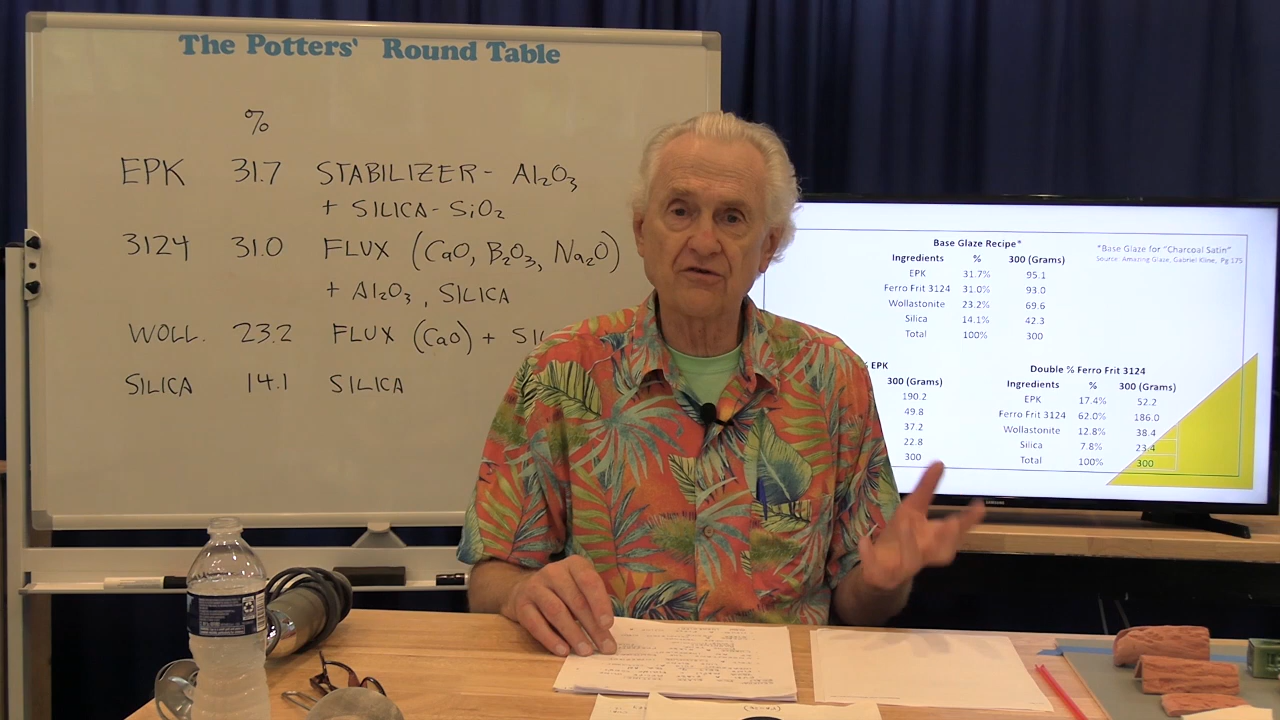 The Potters' Round Table
%
EPK 31.7 STABILIZER - Al2O3
+ SILICA - SiO2
3124 31.0 FLUX (CaO, B2O3, Na2O)
+ Al2O3, SILICA
WOLL. 23.2 FLUX (CaO) +
SILICA 14.1 SILICA
Base Glaze Recipe*
Ingredients % 300 (Grams)
EPK 31.7% 95.1
Ferro Frit 3124 31.0% 93.0
Wollastonite 23.2% 69.6
Silica 14.1% 42.3
Total 100% 300
*Base Glaze for "Charcoal Satin"
Source: Amazing Glaze, Gabriel Kline, Pg 175
EPK
300 (Grams)
190.2
49.8
37.2
22.8
300
Double % Ferro Frit 3124
Ingredients % 300 (Grams)
EPK 17.4% 52.2
Ferro Frit 3124 62.0% 186.0
Wollastonite 12.8% 38.4
Silica 7.8% 23.4
Total 100% 300
SAMSUNG